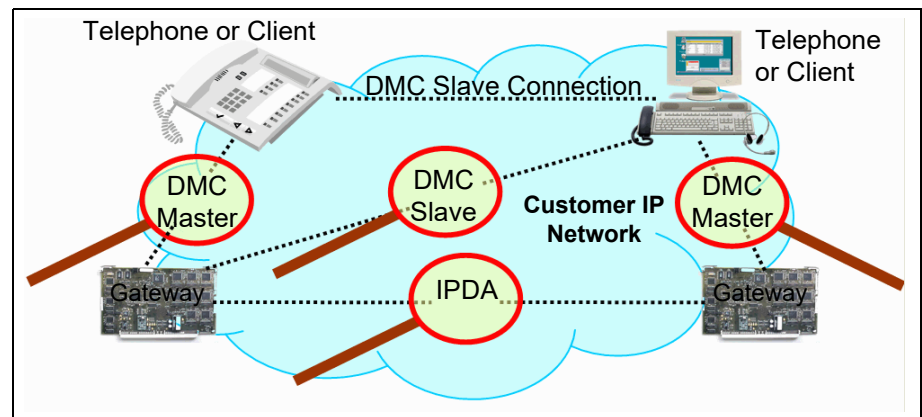 Telephone or Client
Telephone
or Client
DMC Slave Connection
DMC
Master
DMC
Slave
Customer IP
Network
DMC
Master
Gateway
IPDA
Gateway